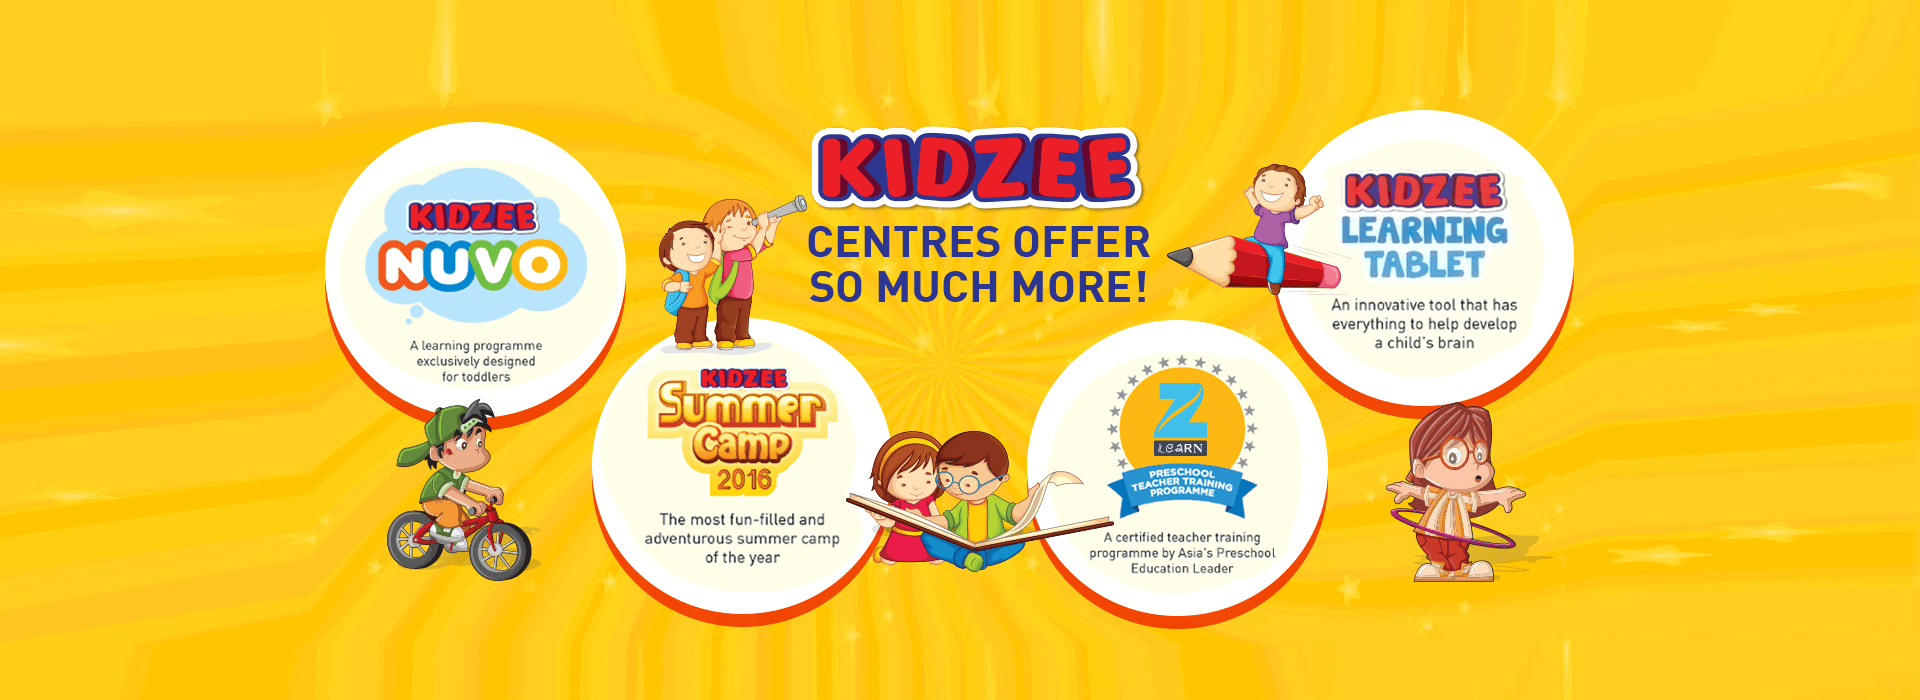 KIDZEE
CENTRES OFFER
SO MUCH MORE!
KIDZEE
NUVO
A learning programme
exclusively designed
for toddlers
KIDZEE
Summer
Camp
2016
The most fun-filled and
adventurous summer camp
of the year
Z
LEARN
PRESCHOOL
TEACHER TRAINING
PROGRAMME
A certified teacher training
programme by Asia's Preschool
Education Leader
KIDZEE
LEARNING
TABLET
An innovative tool that has
everything to help develop
a child's brain